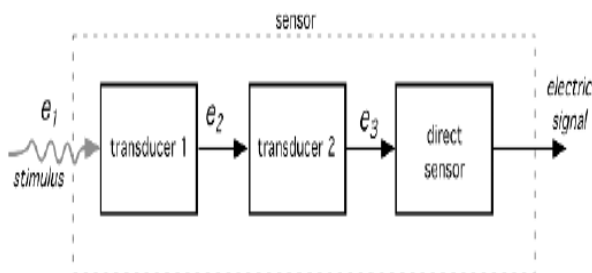 sensor
e1
stimulus
transducer 1
e2
transducer 2
e3
direct
sensor
electric
signal